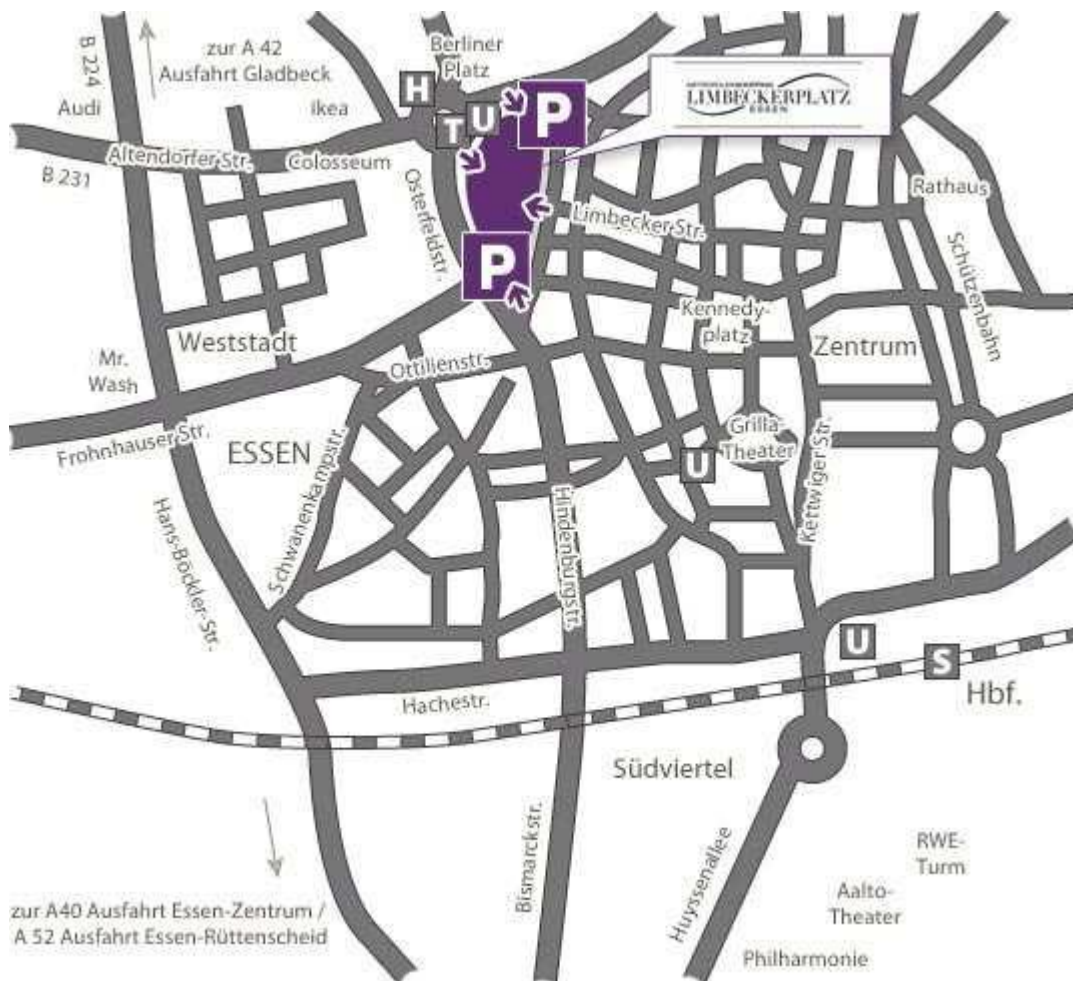 B 224
zur A 42
Ausfahrt Gladbeck
Berliner
Platz
H
P
LIMBECKERPLATZ
ESSEN
Audi
Ikea
T
U
Altendorfer Str.
Colosseum
B 231
Osterfeldstr.
Limbecker Str.
Rathaus
Schützenbahn
P
Kennedy-
platz
Weststadt
Zentrum
Mr.
Wash
Ottilienstr.
Frohnhauser Str.
ESSEN
Grilla-
Theater
U
Schwanenkampstr.
Hindenburgstr.
Kettwiger Str.
Hans-Böckler-Str.
U
S
Hbf.
Hachestr.
Südviertel
Bismarckstr.
Huyssenallee
RWE-
Turm
Aalto-
Theater
zur A40 Ausfahrt Essen-Zentrum /
A 52 Ausfahrt Essen-Rüttenscheid
Philharmonie